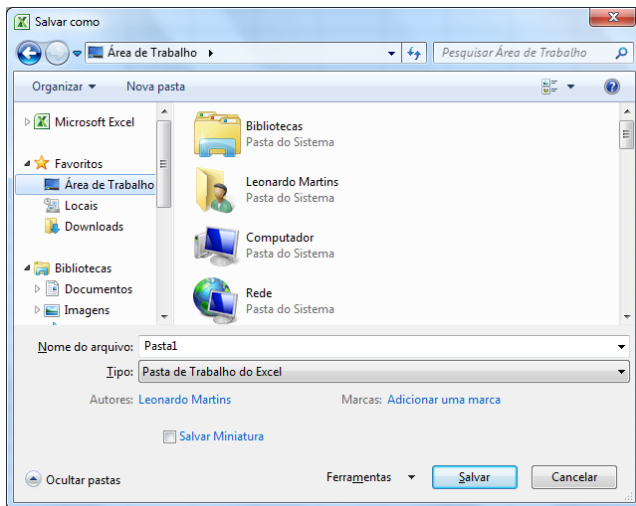 Salvar como
Área de Trabalho
Pesquisar Área de Trabalho
Organizar
Nova pasta
Microsoft Excel
Favoritos
Área de Trabalho
Locais
Downloads
Bibliotecas
Documentos
Imagens
Bibliotecas
Pasta do Sistema
Leonardo Martins
Pasta do Sistema
Computador
Pasta do Sistema
Rede
Pasta do Sistema
Nome do arquivo: Pasta1
Tipo: Pasta de Trabalho do Excel
Autores: Leonardo Martins Marcas: Adicionar uma marca
Salvar Miniatura
Ocultar pastas Ferramentas Salvar Cancelar